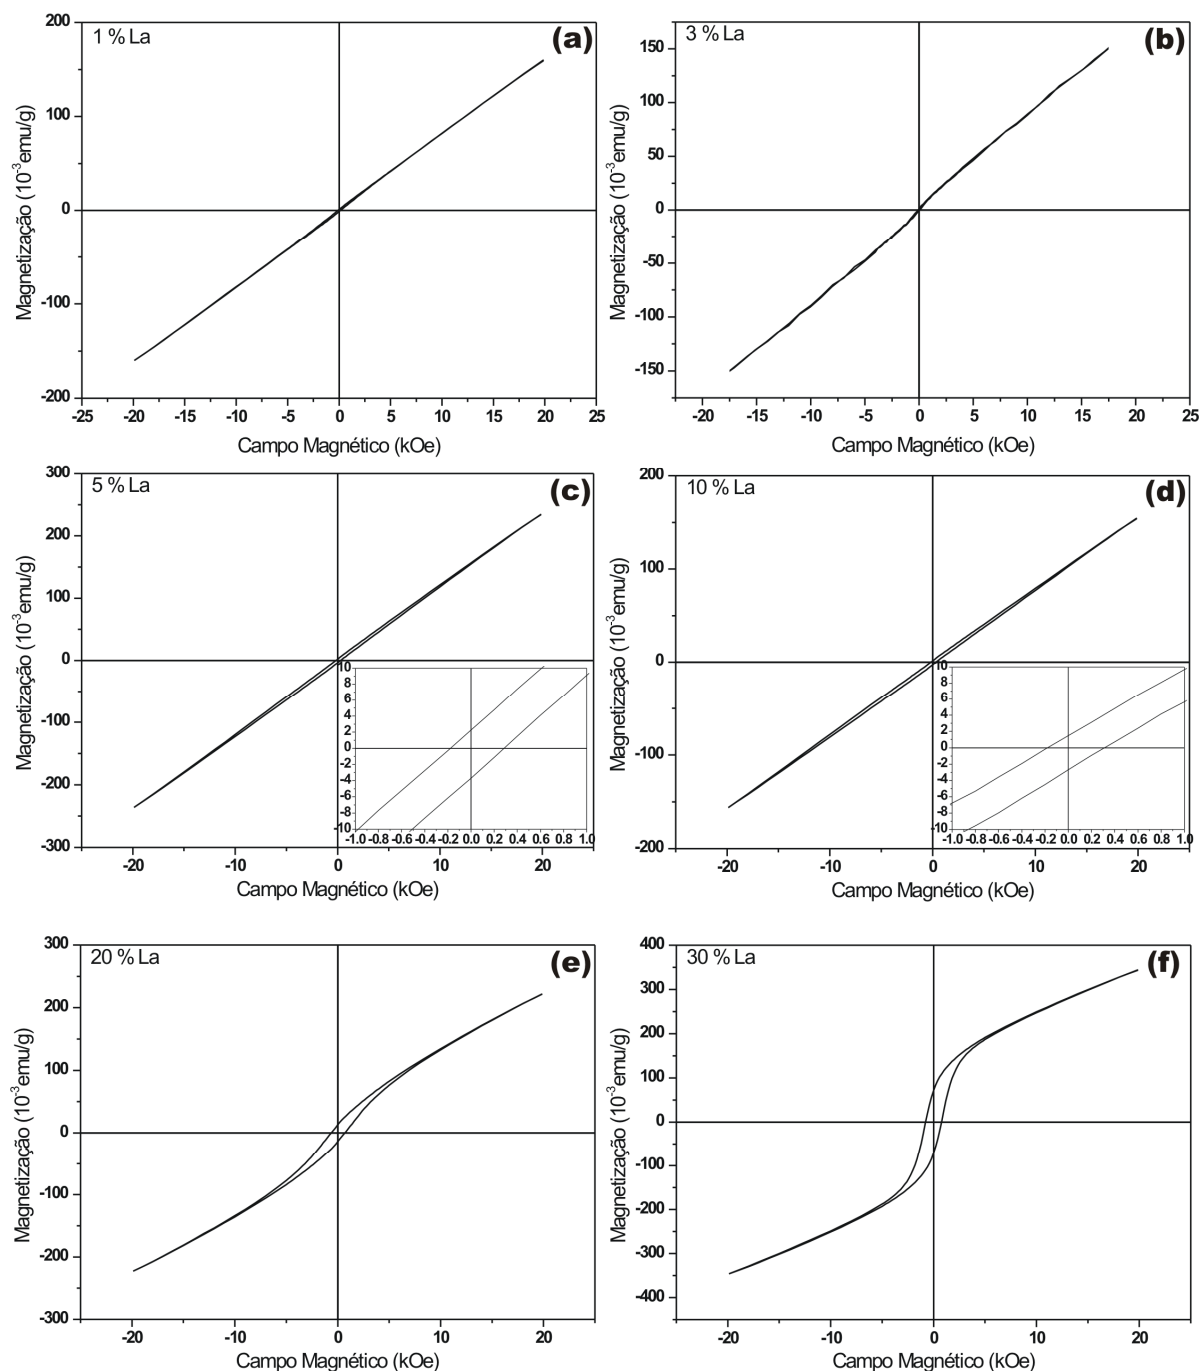 1 % La
(a)
Magnetização (10⁻³emu/g)
200
100
0
-100
-200
-25 -20 -15 -10 -5 0 5 10 15 20 25
Campo Magnético (kOe)
3 % La
(b)
Magnetização (10⁻³emu/g)
150
100
50
0
-50
-100
-150
-20 -15 -10 -5 0 5 10 15 20 25
Campo Magnético (kOe)
5 % La
(c)
Magnetização (10⁻³emu/g)
300
200
100
0
-100
-200
-300
10
8
6
4
2
0
-2
-4
-6
-8
-10
-1.0 -0.8 -0.6 -0.4 -0.2 0.0 0.2 0.4 0.6 0.8 1.0
-20 -10 0 10 20
Campo Magnético (kOe)
10 % La
(d)
Magnetização (10⁻³emu/g)
200
100
0
-100
-200
10
8
6
4
2
0
-2
-4
-6
-8
-10
-1.0 -0.8 -0.6 -0.4 -0.2 0.0 0.2 0.4 0.6 0.8 1.0
-20 -10 0 10 20
Campo Magnético (kOe)
20 % La
(e)
Magnetização (10⁻³emu/g)
300
200
100
0
-100
-200
-300
-20 -10 0 10 20
Campo Magnético (kOe)
30 % La
(f)
Magnetização (10⁻³emu/g)
400
300
200
100
0
-100
-200
-300
-400
-20 -10 0 10 20
Campo Magnético (kOe)